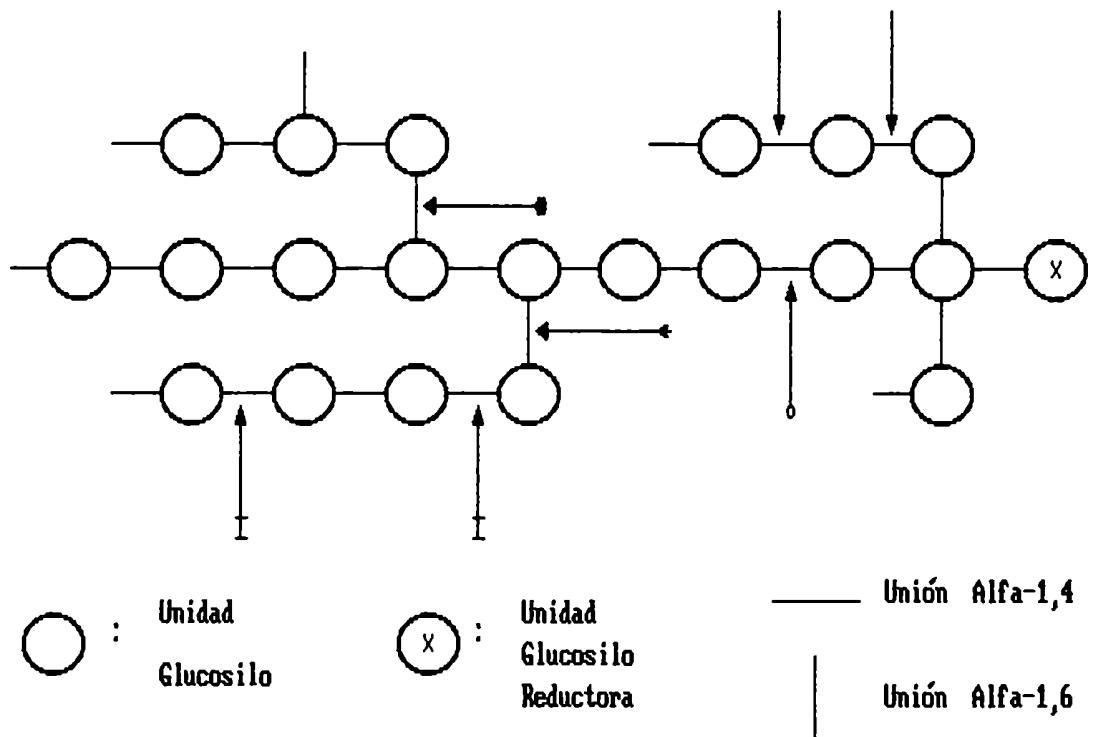 X
: Unidad
Glucosilo
X : Unidad
Glucosilo
Reductora
Unión Alfa-1,4
Unión Alfa-1,6